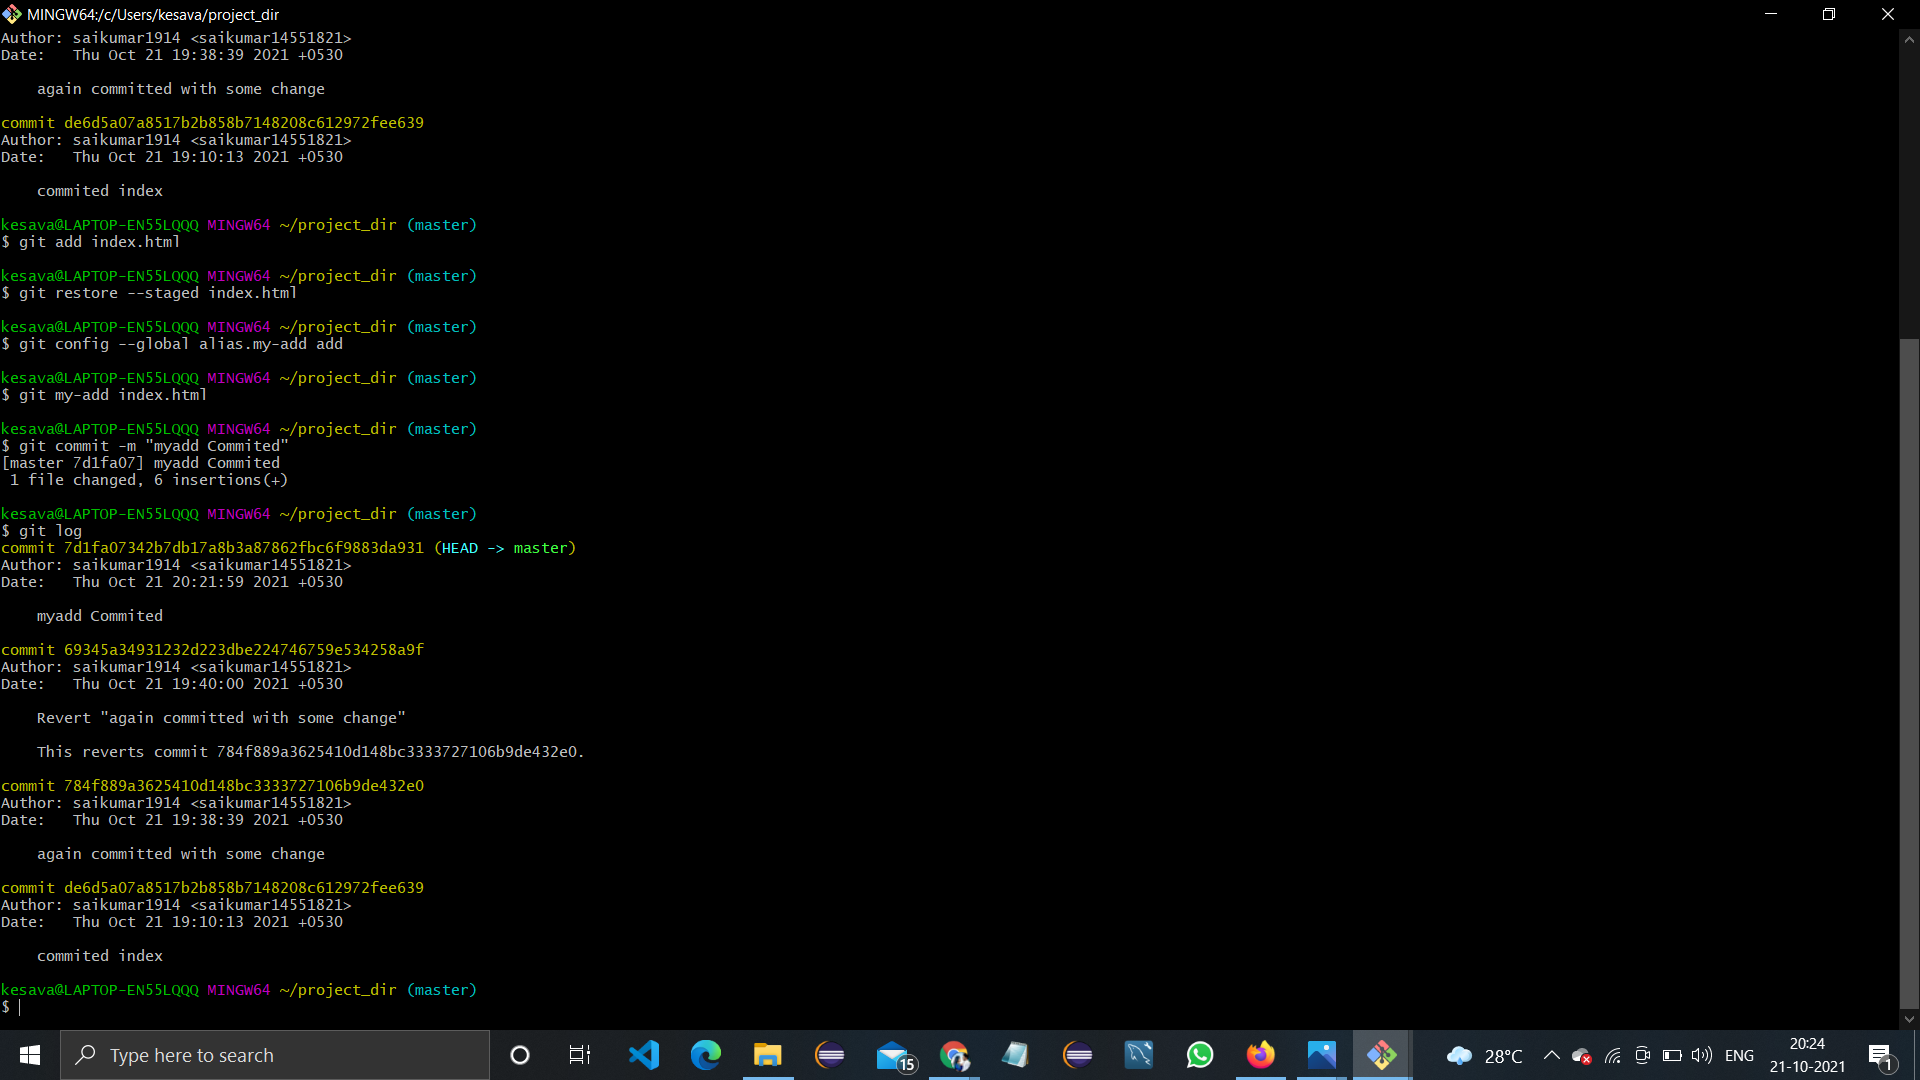 MINGW64:/c/Users/kesava/project_dir
Author: saikumar1914 <saikumar14551821>
Date:   Thu Oct 21 19:38:39 2021 +0530
    again committed with some change
commit de6d5a07a8517b2b858b7148208c612972fee639
Author: saikumar1914 <saikumar14551821>
Date:   Thu Oct 21 19:10:13 2021 +0530
    commited index
kesava@LAPTOP-EN55LQQQ MINGW64 ~/project_dir (master)
$ git add index.html
kesava@LAPTOP-EN55LQQQ MINGW64 ~/project_dir (master)
$ git restore --staged index.html
kesava@LAPTOP-EN55LQQQ MINGW64 ~/project_dir (master)
$ git config --global alias.my-add add
kesava@LAPTOP-EN55LQQQ MINGW64 ~/project_dir (master)
$ git my-add index.html
kesava@LAPTOP-EN55LQQQ MINGW64 ~/project_dir (master)
$ git commit -m "myadd Commited"
[master 7d1fa07] myadd Commited
 1 file changed, 6 insertions(+)
kesava@LAPTOP-EN55LQQQ MINGW64 ~/project_dir (master)
$ git log
commit 7d1fa07342b7db17a8b3a87862fbc6f9883da931 (HEAD -> master)
Author: saikumar1914 <saikumar14551821>
Date:   Thu Oct 21 20:21:59 2021 +0530
    myadd Commited
commit 69345a34931232d223dbe224746759e534258a9f
Author: saikumar1914 <saikumar14551821>
Date:   Thu Oct 21 19:40:00 2021 +0530
    Revert "again committed with some change"
    This reverts commit 784f889a3625410d148bc3333727106b9de432e0.
commit 784f889a3625410d148bc3333727106b9de432e0
Author: saikumar1914 <saikumar14551821>
Date:   Thu Oct 21 19:38:39 2021 +0530
    again committed with some change
commit de6d5a07a8517b2b858b7148208c612972fee639
Author: saikumar1914 <saikumar14551821>
Date:   Thu Oct 21 19:10:13 2021 +0530
    commited index
kesava@LAPTOP-EN55LQQQ MINGW64 ~/project_dir (master)
$
Type here to search
15
28°C
ENG
20:24
21-10-2021
1